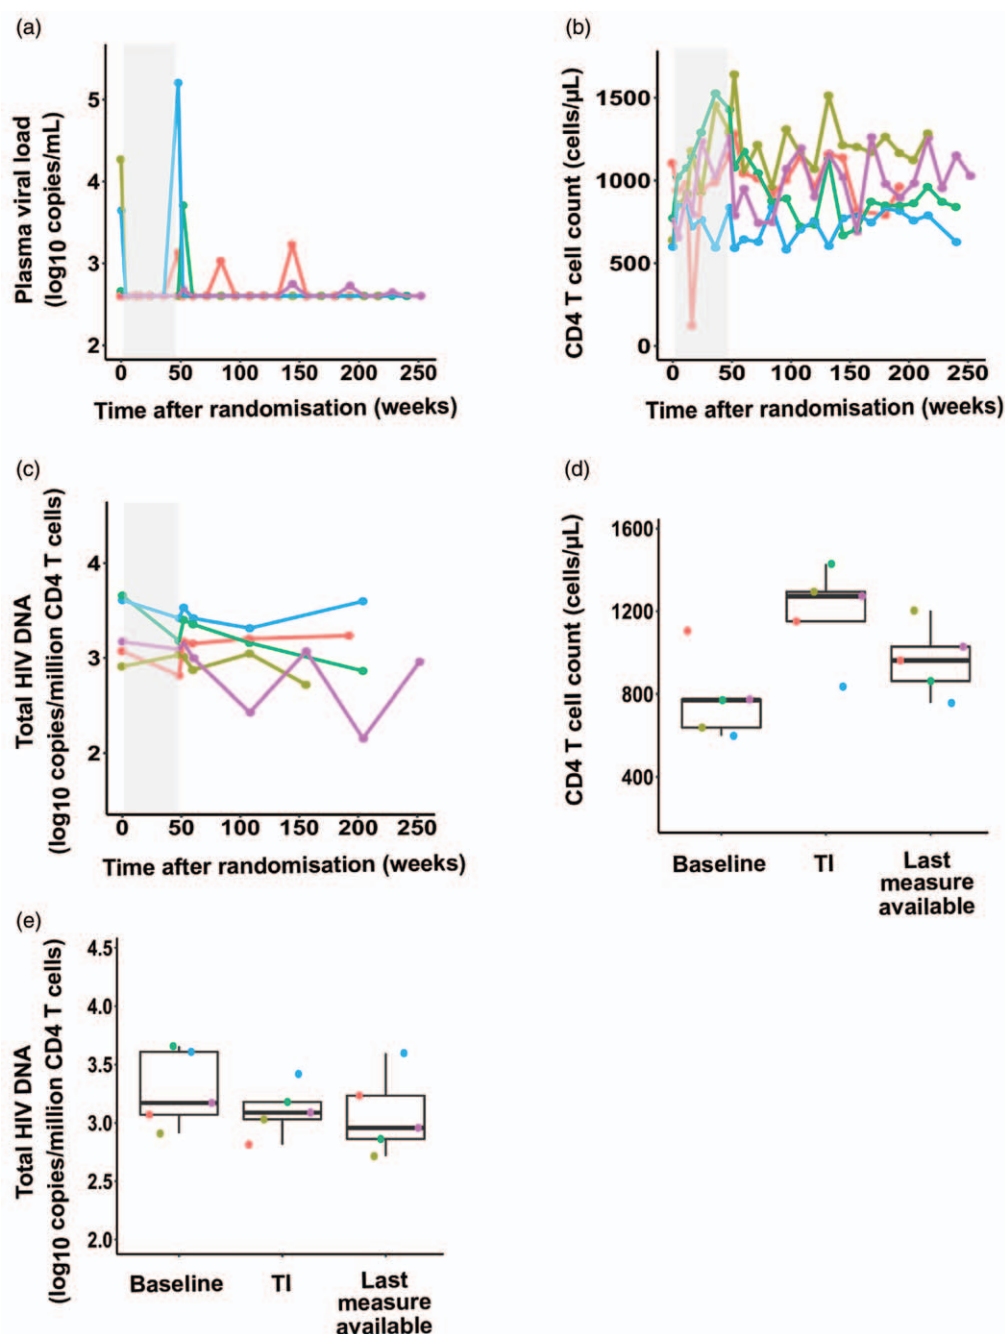 (a)
Plasma viral load
(log10 copies/mL)
5
4
3
2
0 50 100 150 200 250
Time after randomisation (weeks)
(b)
CD4 T cell count (cells/µL)
1500
1000
500
0
0 50 100 150 200 250
Time after randomisation (weeks)
(c)
Total HIV DNA
(log10 copies/million CD4 T cells)
4
3
2
0 50 100 150 200 250
Time after randomisation (weeks)
(d)
CD4 T cell count (cells/µL)
1600
1200
800
400
Baseline TI Last
measure
available
(e)
Total HIV DNA
(log10 copies/million CD4 T cells)
4.5
4.0
3.5
3.0
2.5
2.0
Baseline TI Last
measure
available